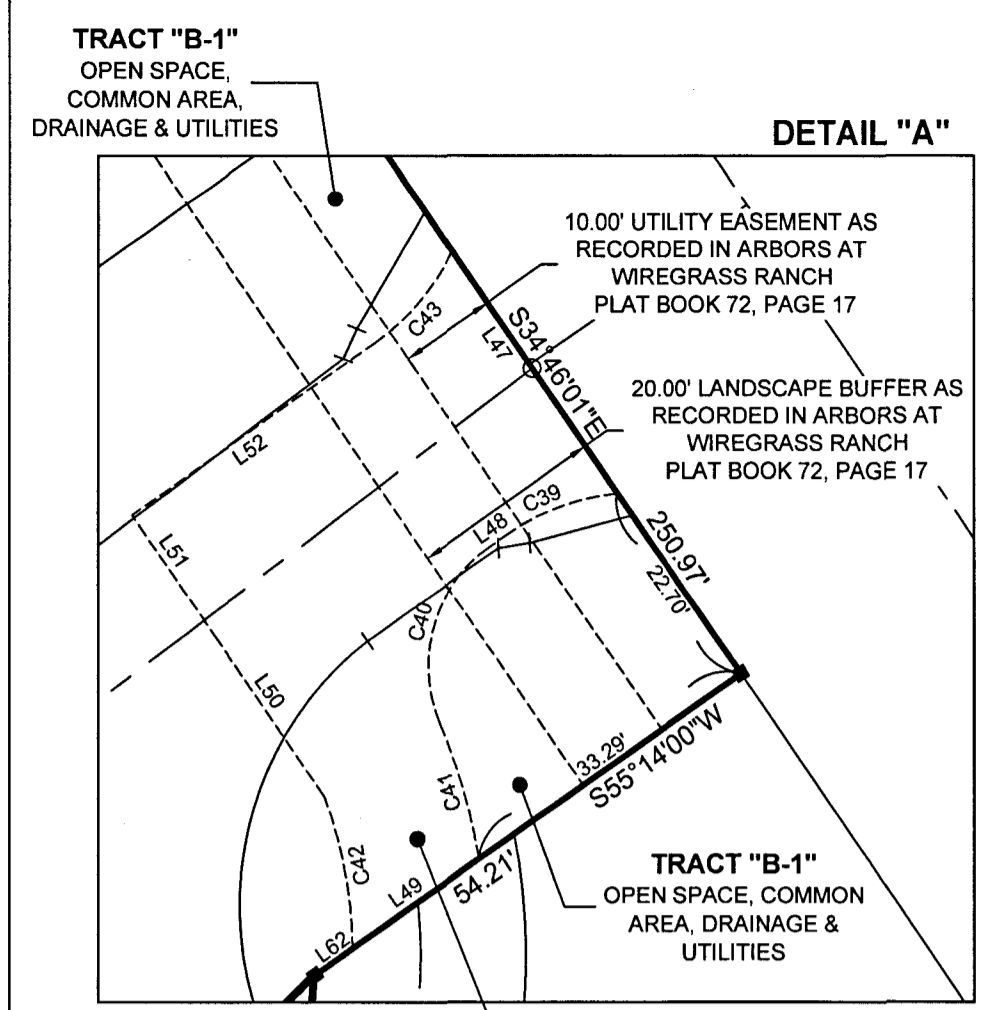 TRACT "B-1"
OPEN SPACE,
COMMON AREA,
DRAINAGE & UTILITIES
DETAIL "A"
10.00' UTILITY EASEMENT AS
RECORDED IN ARBORS AT
WIREGRASS RANCH
PLAT BOOK 72, PAGE 17
C43
L47
S34°46'01"E
20.00' LANDSCAPE BUFFER AS
RECORDED IN ARBORS AT
WIREGRASS RANCH
PLAT BOOK 72, PAGE 17
L52
C39
L48
L51
250.97'
22.70'
C40
L50
33.29'
S55°14'00"W
C41
C42
L49
54.21'
L62
TRACT "B-1"
OPEN SPACE, COMMON
AREA, DRAINAGE &
UTILITIES